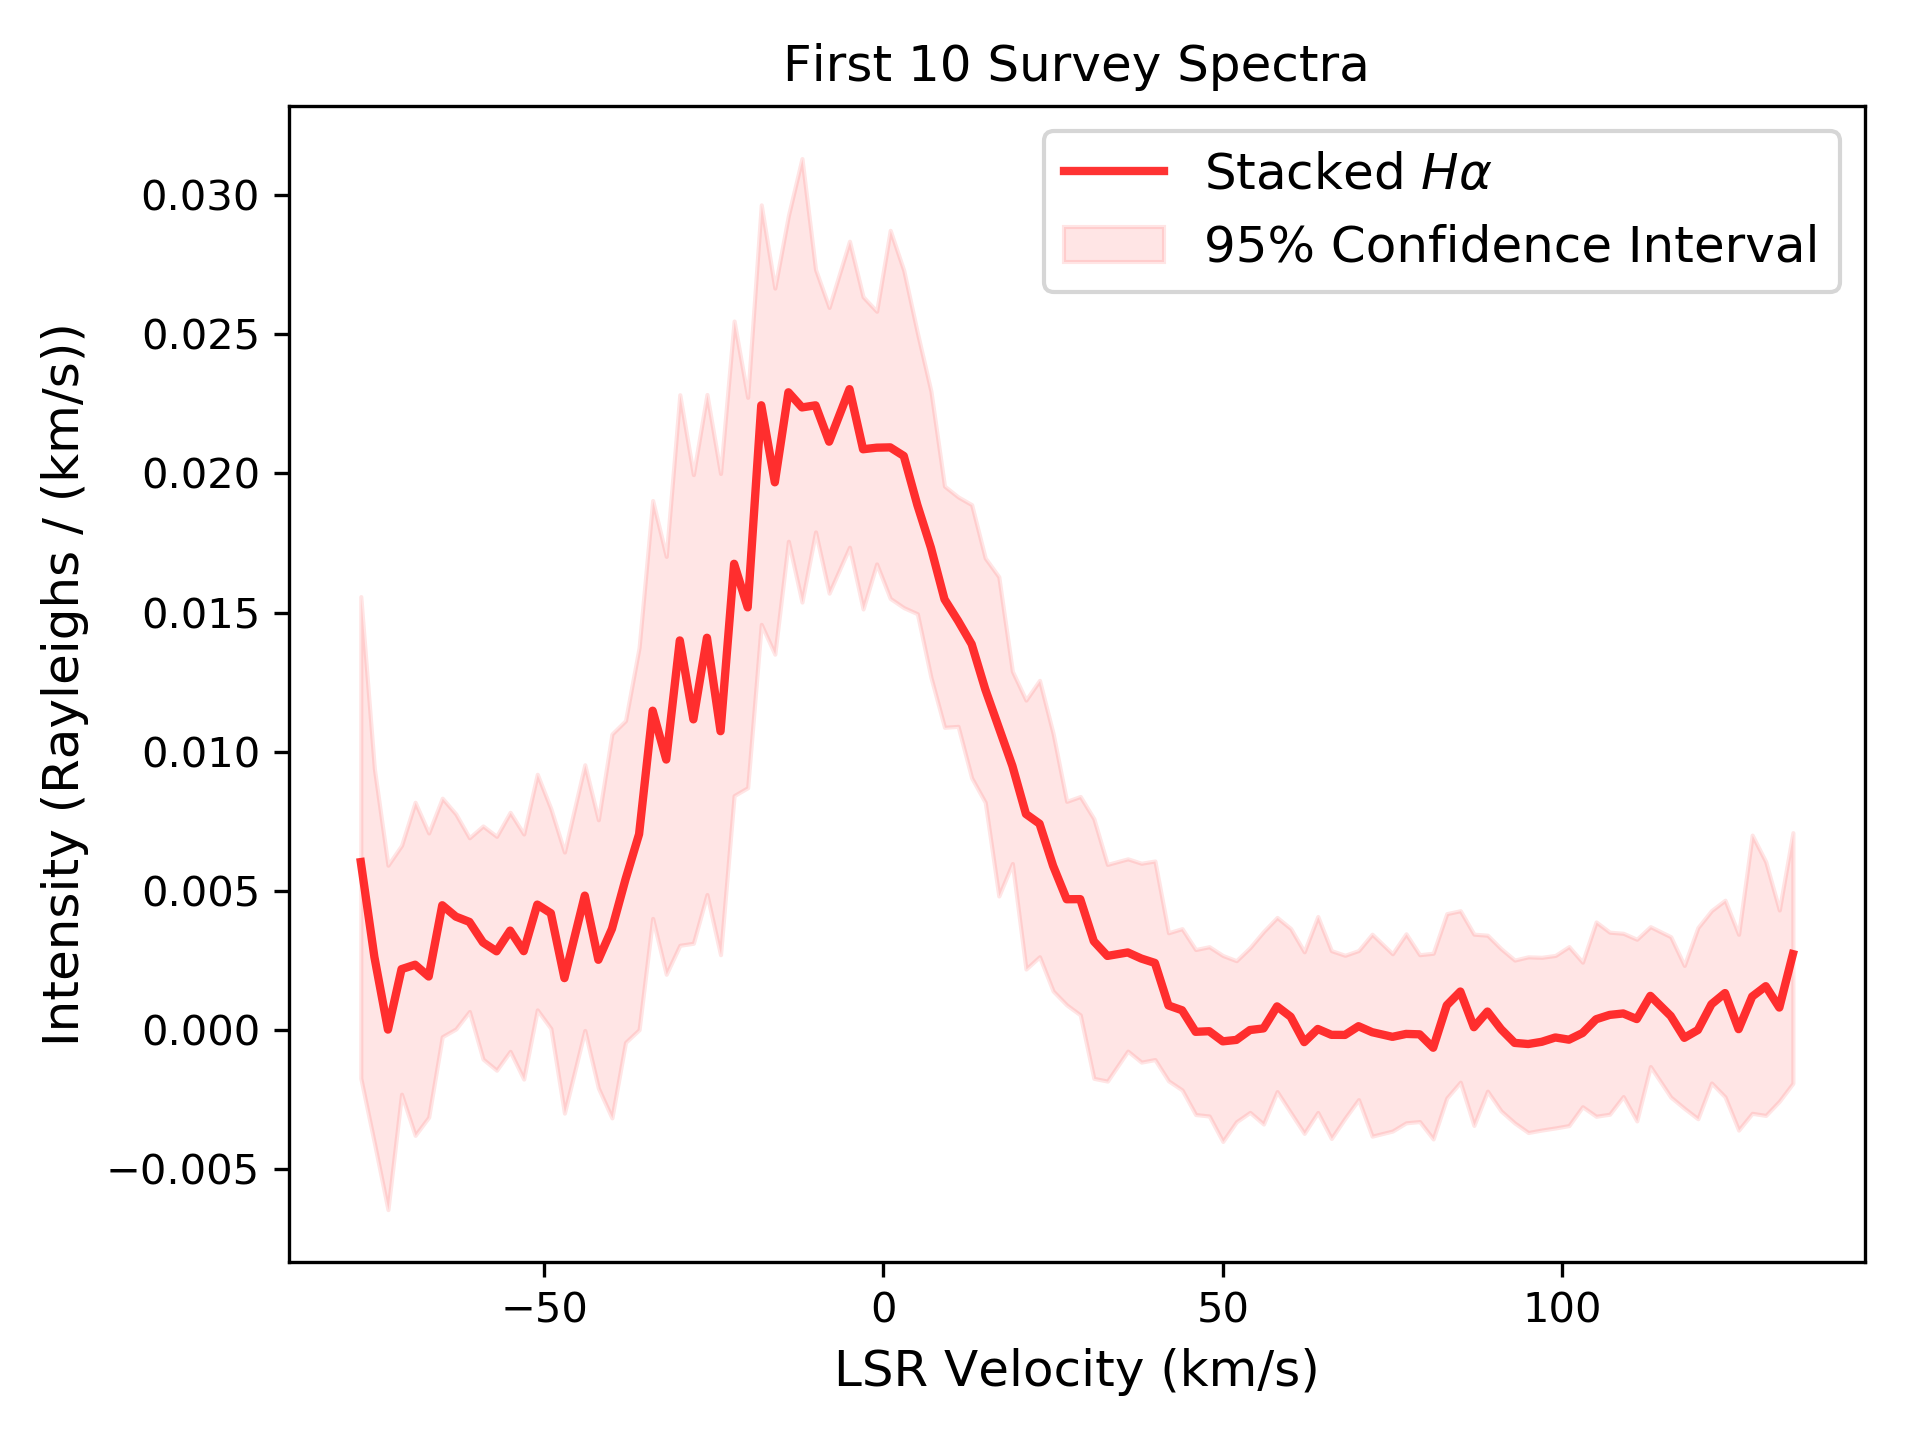 First 10 Survey Spectra
Stacked Hα
95% Confidence Interval
Intensity (Rayleighs / (km/s))
0.030
0.025
0.020
0.015
0.010
0.005
0.000
−0.005
−50
0
50
100
LSR Velocity (km/s)